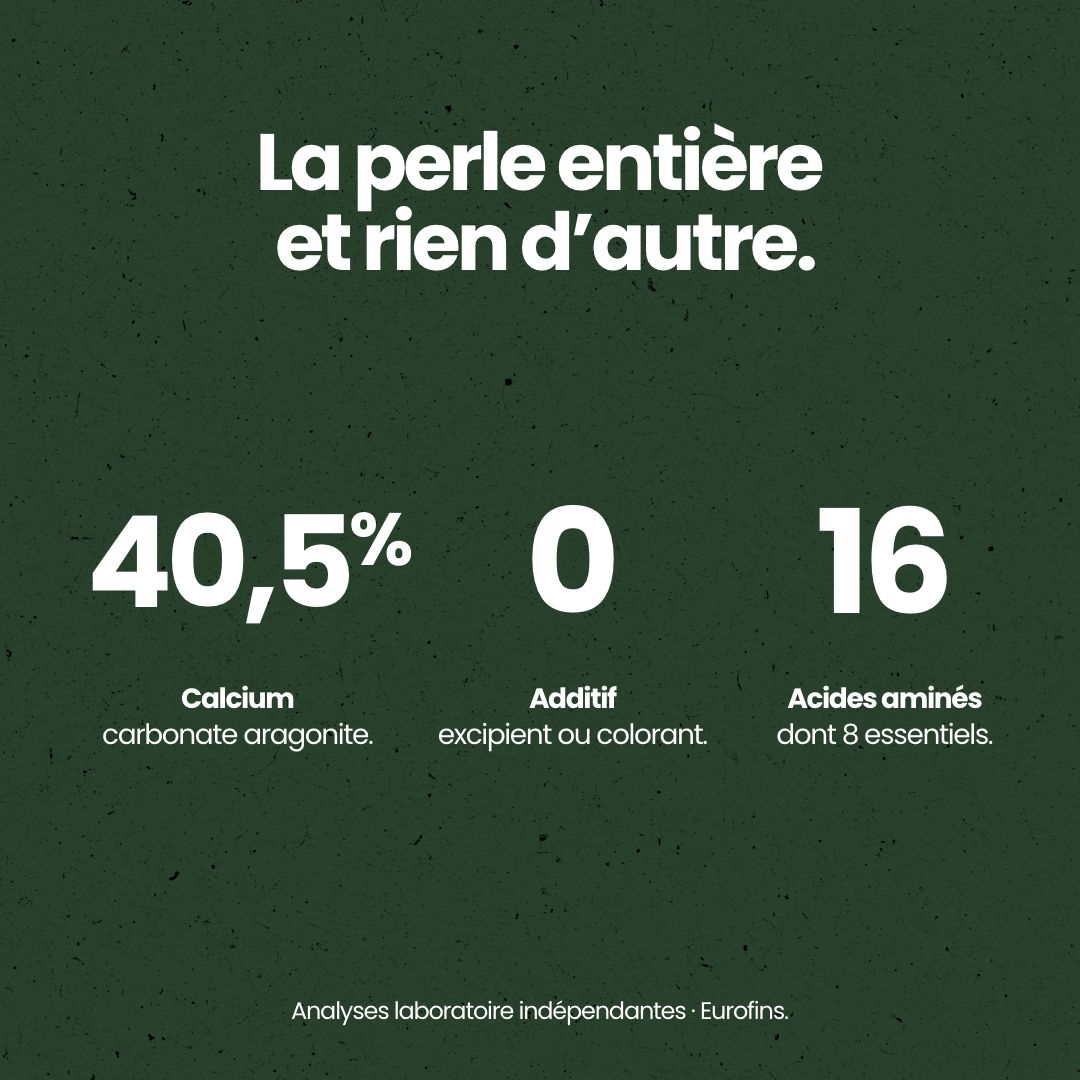 La perle entière
et rien d’autre.
40,5%
0
16
Calcium
carbonate aragonite.
Additif
excipient ou colorant.
Acides aminés
dont 8 essentiels.
Analyses laboratoire indépendantes · Eurofins.